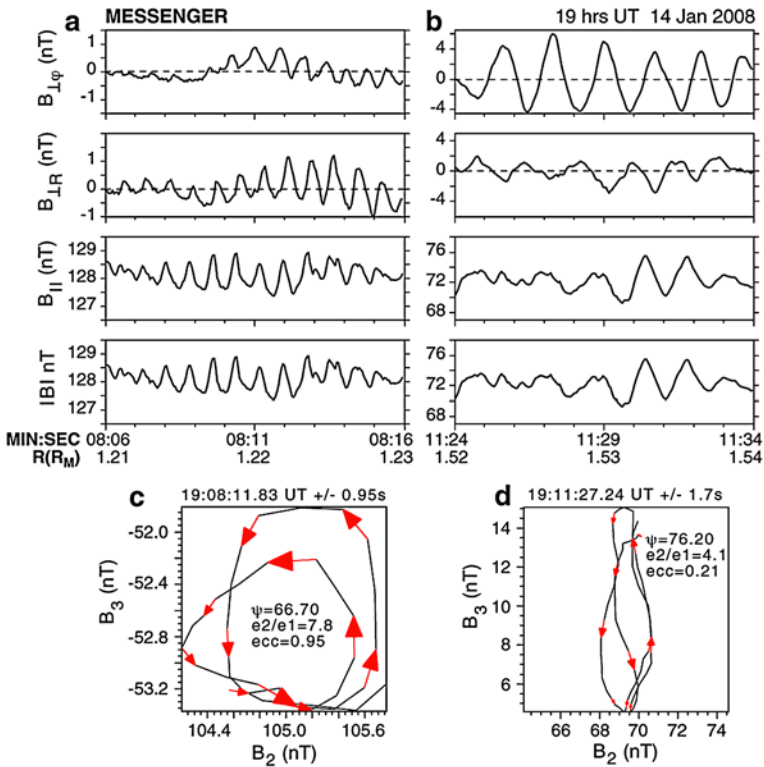 a MESSENGER
b 19 hrs UT 14 Jan 2008
B⊥φ (nT)
1
0
-1
4
0
-4
B⊥R (nT)
1
0
-1
4
0
-4
B|| (nT)
129
128
127
76
72
68
IBI nT
129
128
127
76
72
68
MIN:SEC 08:06 08:11 08:16 11:24 11:29 11:34
R(RM) 1.21 1.22 1.23 1.52 1.53 1.54
c 19:08:11.83 UT +/- 0.95s
B3 (nT)
-52.0
-52.4
-52.8
-53.2
ψ=66.70
e2/e1=7.8
ecc=0.95
104.4 105.0 105.6
B2 (nT)
d 19:11:27.24 UT +/- 1.7s
B3 (nT)
14
12
10
8
6
ψ=76.20
e2/e1=4.1
ecc=0.21
66 68 70 72 74
B2 (nT)